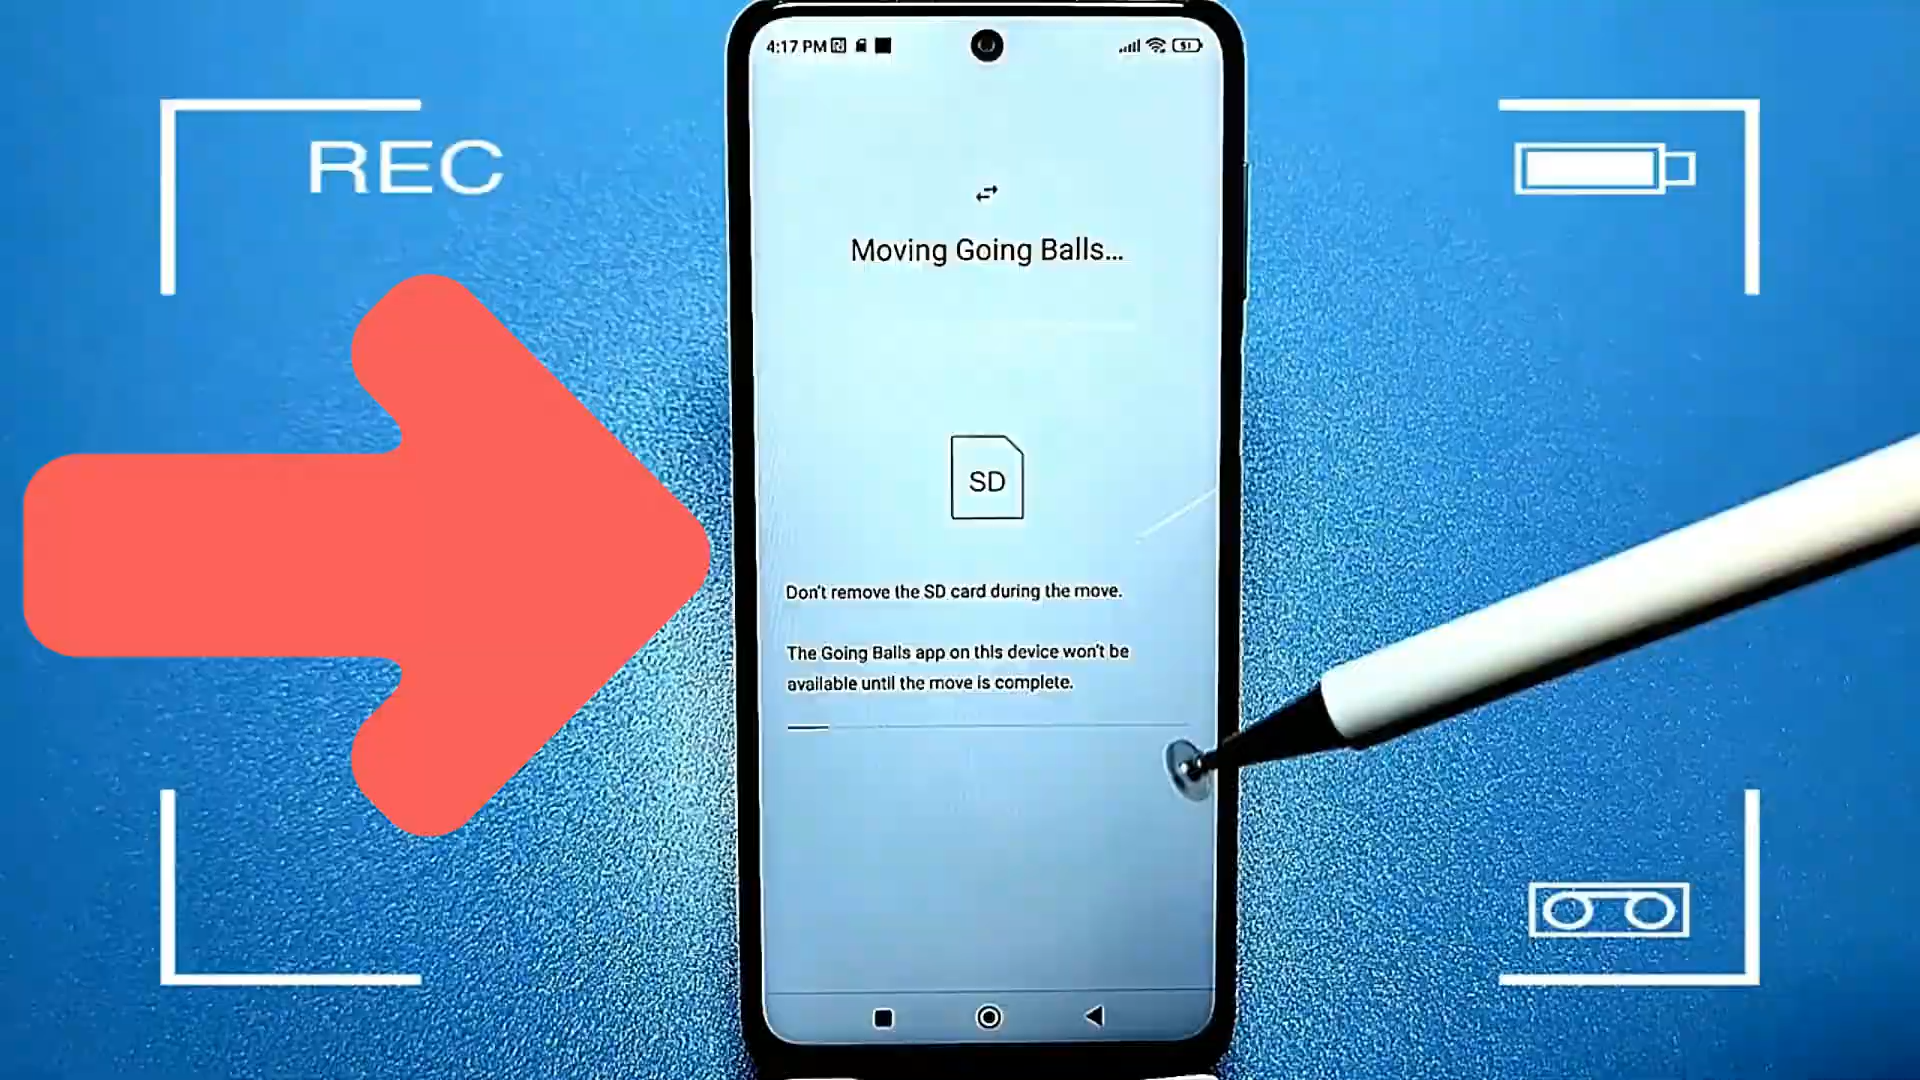 4:17 PM
51
REC
Moving Going Balls...
SD
Don't remove the SD card during the move.
The Going Balls app on this device won't be
available until the move is complete.